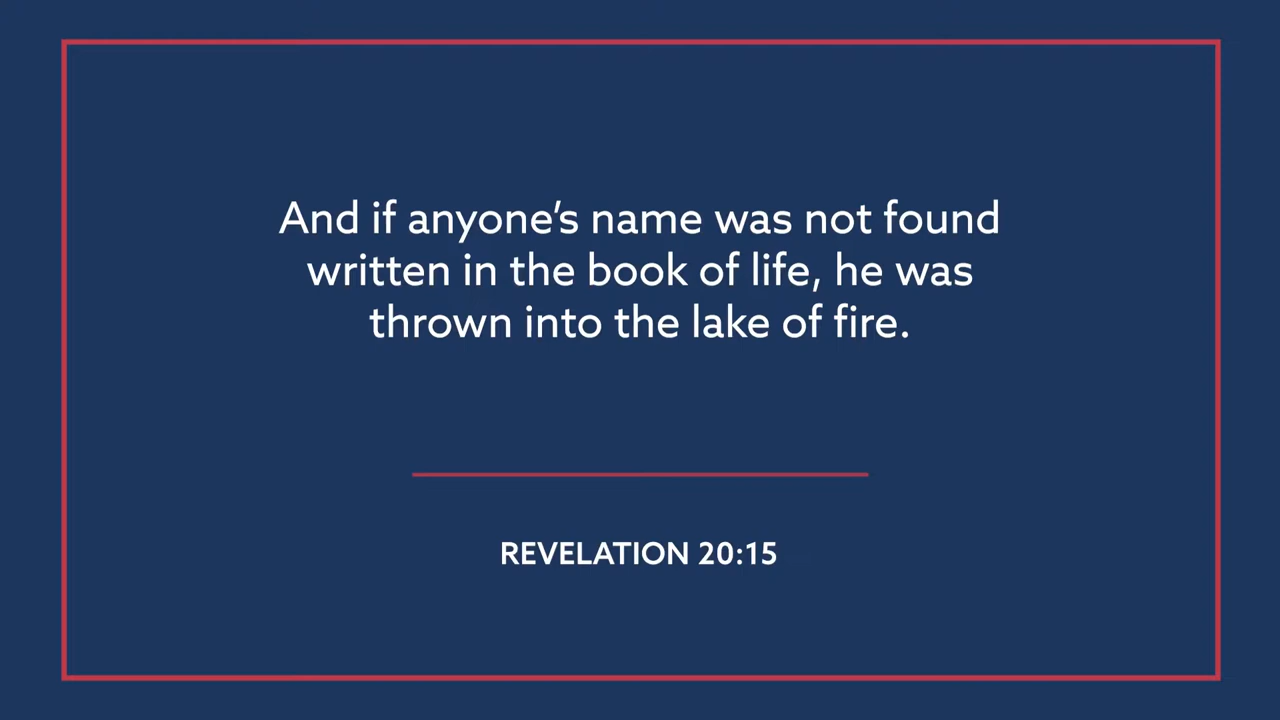 And if anyone’s name was not found
written in the book of life, he was
thrown into the lake of fire.
REVELATION 20:15